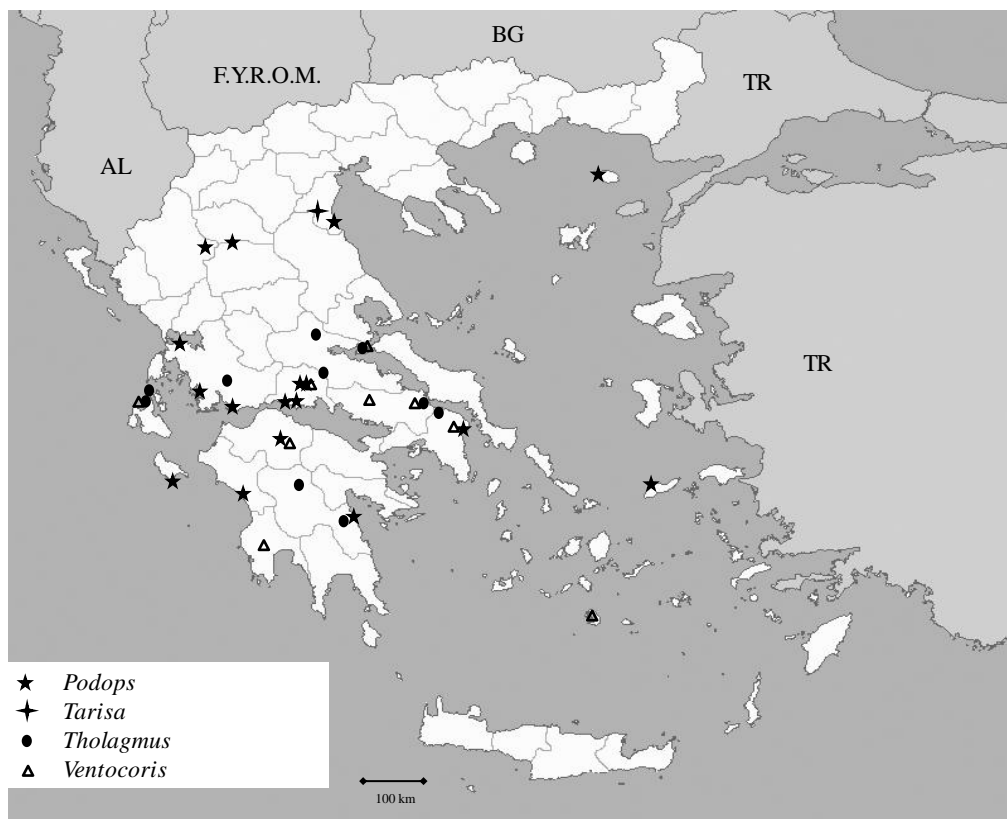 BG
F.Y.R.O.M.
TR
AL
TR
Podops
Tarisa
Tholagmus
Ventocoris
100 km